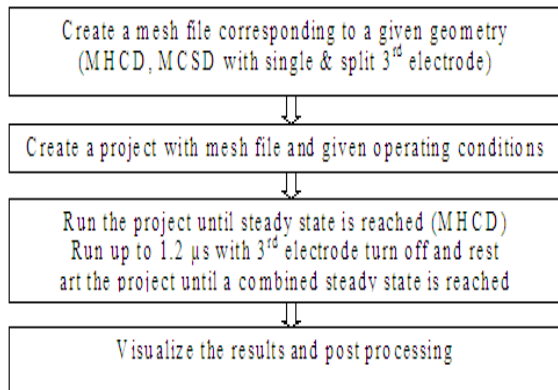 Create a mesh file corresponding to a given geometry
(MHCD, MCSD with single & split 3rd electrode)
Create a project with mesh file and given operating conditions
Run the project until steady state is reached (MHCD)
Run up to 1.2 µs with 3rd electrode turn off and rest
art the project until a combined steady state is reached
Visualize the results and post processing